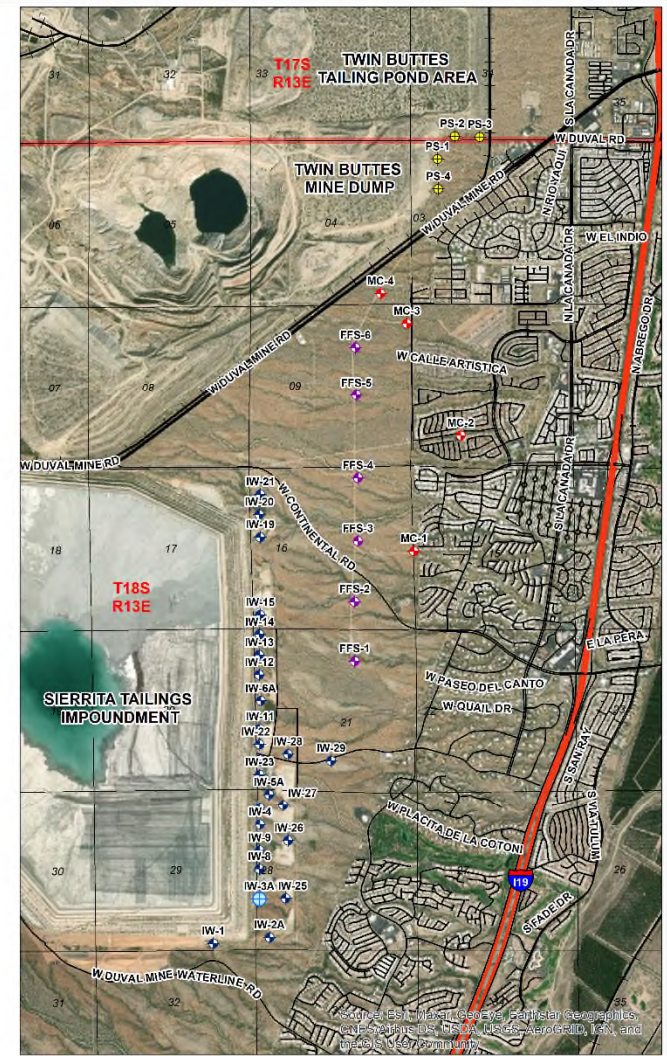 31
32
33
T17S
R13E
TWIN BUTTES
TAILING POND AREA
34
35
S LA CANADA DR
PS-2
PS-3
W DUVAL RD
PS-1
TWIN BUTTES
MINE DUMP
PS-4
N RIO YAQUI
W DUVAL MINE RD
06
05
04
03
W EL INDIO
N LA CANADA DR
MC-4
MC-3
N ABREGO DR
FFS-6
W CALLE ARTISTICA
W DUVAL MINE RD
07
08
09
FFS-5
MC-2
W DUVAL MINE RD
FFS-4
S LA CANADA DR
IW-21
IW-20
W CONTINENTAL RD
IW-19
FFS-3
18
17
16
MC-1
T18S
R13E
FFS-2
IW-15
IW-14
E LA PERA
IW-13
FFS-1
IW-12
W PASEO DEL CANTO
IW-6A
SIERRITA TAILINGS
IMPOUNDMENT
W QUAIL DR
22
23
IW-11
21
IW-22
IW-28
IW-29
S SAN RAY
IW-23
IW-5A
IW-27
S VIA TULUM
IW-4
W PLACITA DE LA COTONI
IW-9
IW-26
IW-8
30
29
28
26
I19
IW-3A
IW-25
S FADE DR
IW-1
IW-2A
W DUVAL MINE WATERLINE RD
31
32
33
34
Source: Esri, Maxar, GeoEye, Earthstar Geographics,
CNES/Airbus DS, USDA, USGS, AeroGRID, IGN, and
the GIS User Community